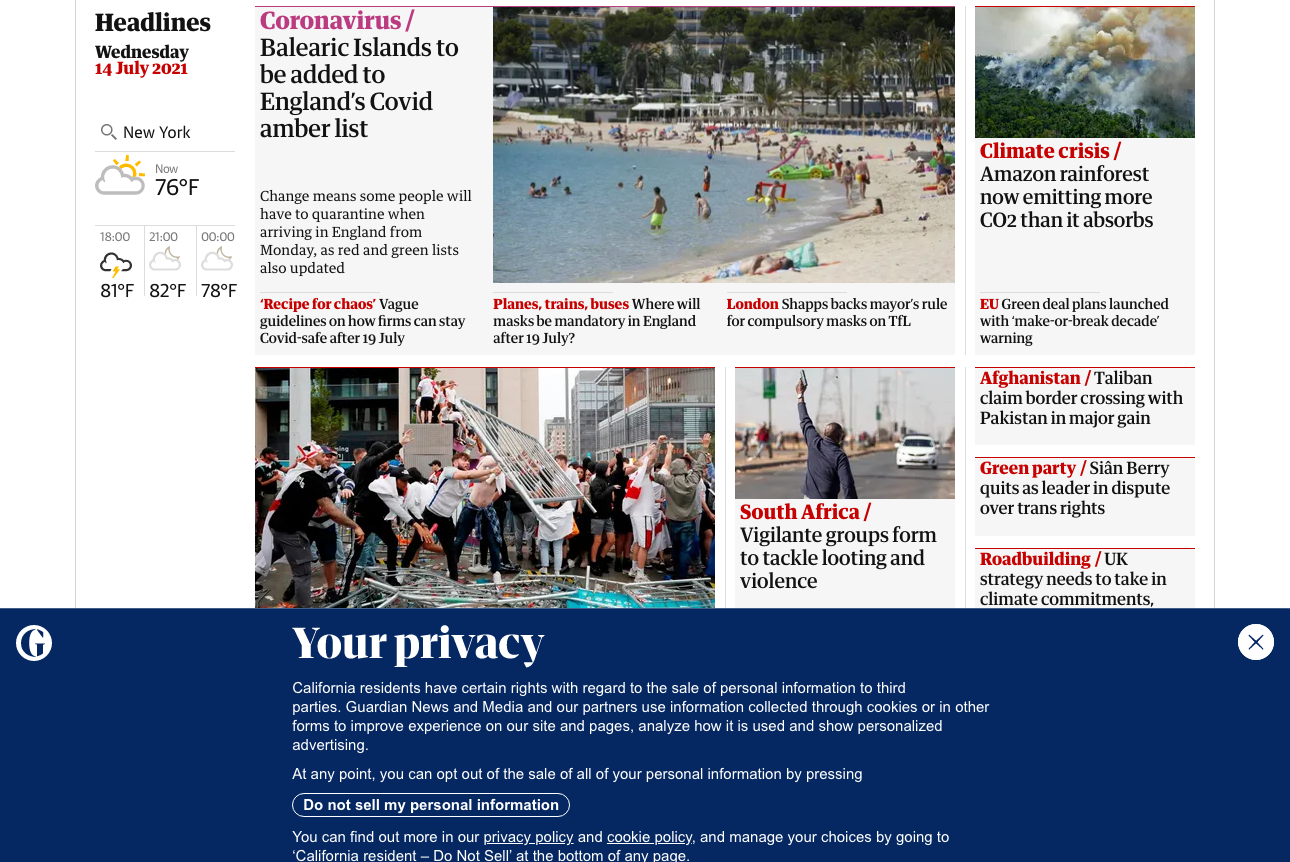 Headlines
Wednesday
14 July 2021
New York
Now
76°F
18:00
21:00
00:00
81°F
82°F
78°F
Coronavirus /
Balearic Islands to
be added to
England’s Covid
amber list
Change means some people will
have to quarantine when
arriving in England from
Monday, as red and green lists
also updated
‘Recipe for chaos’ Vague
guidelines on how firms can stay
Covid-safe after 19 July
Planes, trains, buses Where will
masks be mandatory in England
after 19 July?
London Shapps backs mayor’s rule
for compulsory masks on TfL
Climate crisis /
Amazon rainforest
now emitting more
CO2 than it absorbs
EU Green deal plans launched
with ‘make-or-break decade’
warning
South Africa /
Vigilante groups form
to tackle looting and
violence
Afghanistan / Taliban
claim border crossing with
Pakistan in major gain
Green party / Siân Berry
quits as leader in dispute
over trans rights
Roadbuilding / UK
strategy needs to take in
climate commitments,
G
Your privacy
California residents have certain rights with regard to the sale of personal information to third
parties. Guardian News and Media and our partners use information collected through cookies or in other
forms to improve experience on our site and pages, analyze how it is used and show personalized
advertising.
At any point, you can opt out of the sale of all of your personal information by pressing
Do not sell my personal information
You can find out more in our privacy policy and cookie policy, and manage your choices by going to
‘California resident – Do Not Sell’ at the bottom of any page.